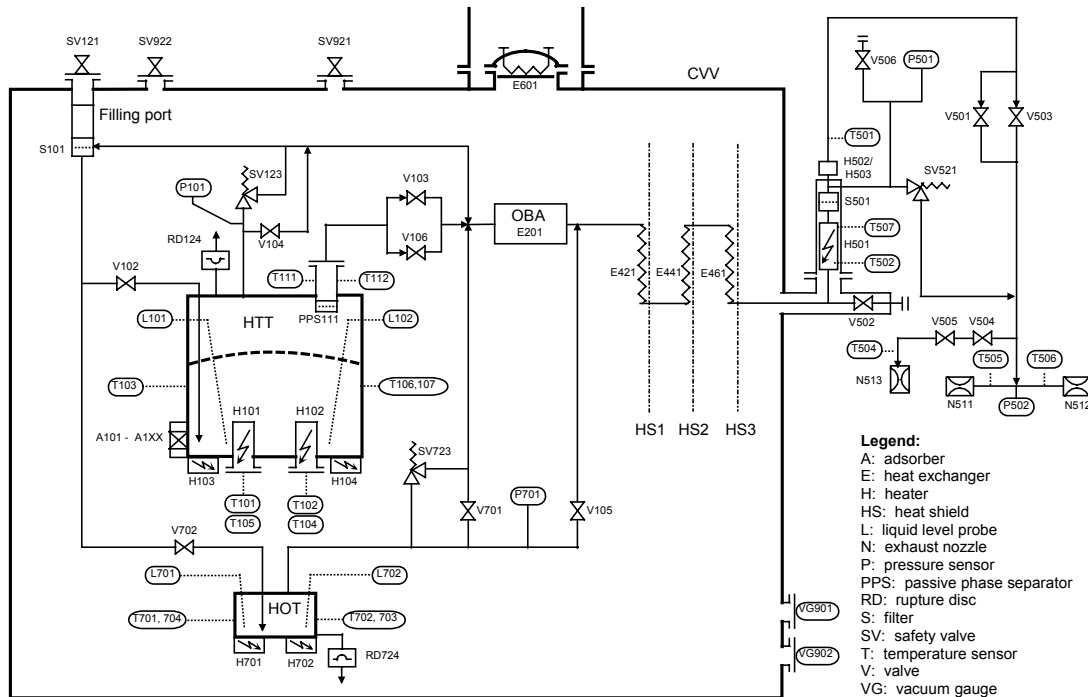 SV121
SV922
SV921
E601
CVV
V506
P501
Filling port
V501
V503
S101
T501
P101
SV123
V103
H502/
H503
SV521
S501
RD124
V104
V106
OBA
E201
T507
H501
T502
V102
T111
T112
E421
E441
E461
L101
HTT
PPS111
L102
V502
V505
V504
T504
T505
T506
T103
T106,107
N513
N511
P502
N512
H101
H102
HS1
HS2
HS3
A101 - A1XX
SV723
H103
H104
T101
T102
T105
T104
P701
V701
V105
V702
L701
L702
HOT
T701, 704
T702, 703
H701
H702
RD724
VG901
VG902
Legend:
A: adsorber
E: heat exchanger
H: heater
HS: heat shield
L: liquid level probe
N: exhaust nozzle
P: pressure sensor
PPS: passive phase separator
RD: rupture disc
S: filter
SV: safety valve
T: temperature sensor
V: valve
VG: vacuum gauge